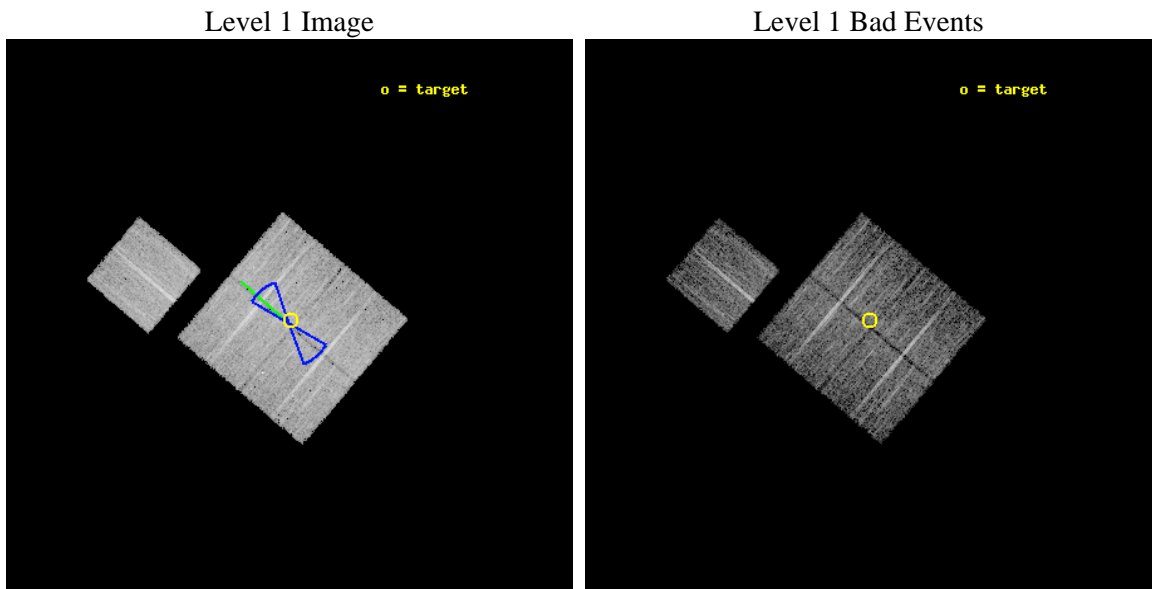 Level 1 Image
Level 1 Bad Events
o = target
o = target